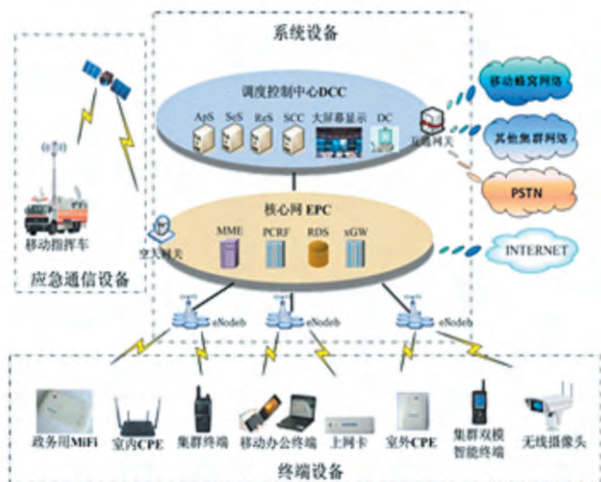 系统设备
调度控制中心DCC
ApS SeS ReS SCC 大屏幕显示 DC
互通网关
移动蜂窝网络
其他集群网络
PSTN
INTERNET
移动指挥车
应急通信设备
核心网 EPC
空天网关
MME PCRF RDS xGW
eNodeb eNodeb eNodeb
政务用MiFi 室内CPE 集群终端 移动办公终端 上网卡 室外CPE 集群双模 无线摄像头
智能终端
终端设备